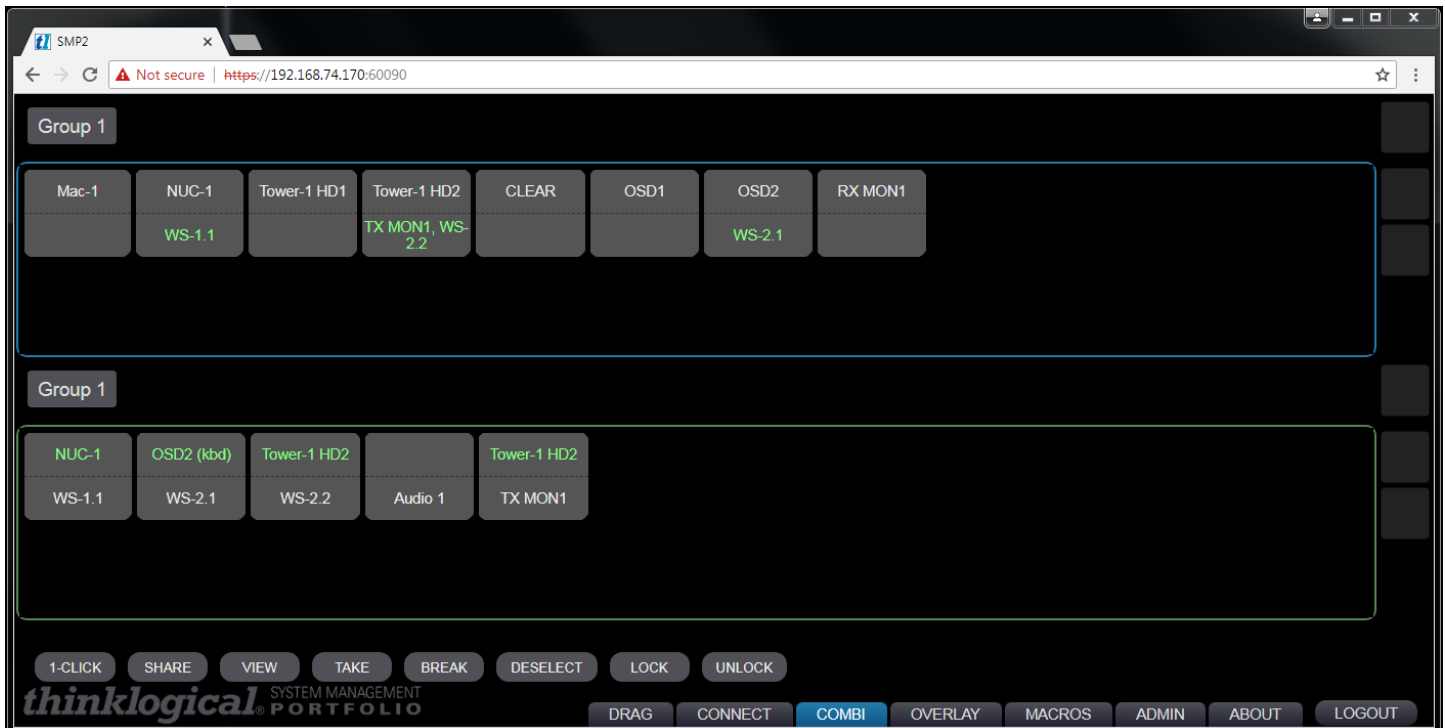 SMP2
Not secure | https://192.168.74.170:60090
Group 1
Mac-1 NUC-1 Tower-1 HD1 Tower-1 HD2 CLEAR OSD1 OSD2 RX MON1
WS-1.1 TX MON1, WS-2.2 WS-2.1
Group 1
NUC-1 OSD2 (kbd) Tower-1 HD2 Tower-1 HD2
WS-1.1 WS-2.1 WS-2.2 Audio 1 TX MON1
1-CLICK SHARE VIEW TAKE BREAK DESELECT LOCK UNLOCK
thinklogical® SYSTEM MANAGEMENT
PORTFOLIO
DRAG CONNECT COMBI OVERLAY MACROS ADMIN ABOUT LOGOUT